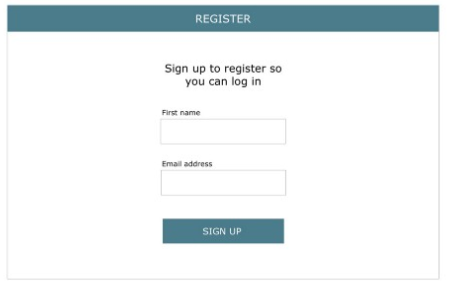 REGISTER
Sign up to register so
you can log in
First name
Email address
SIGN UP